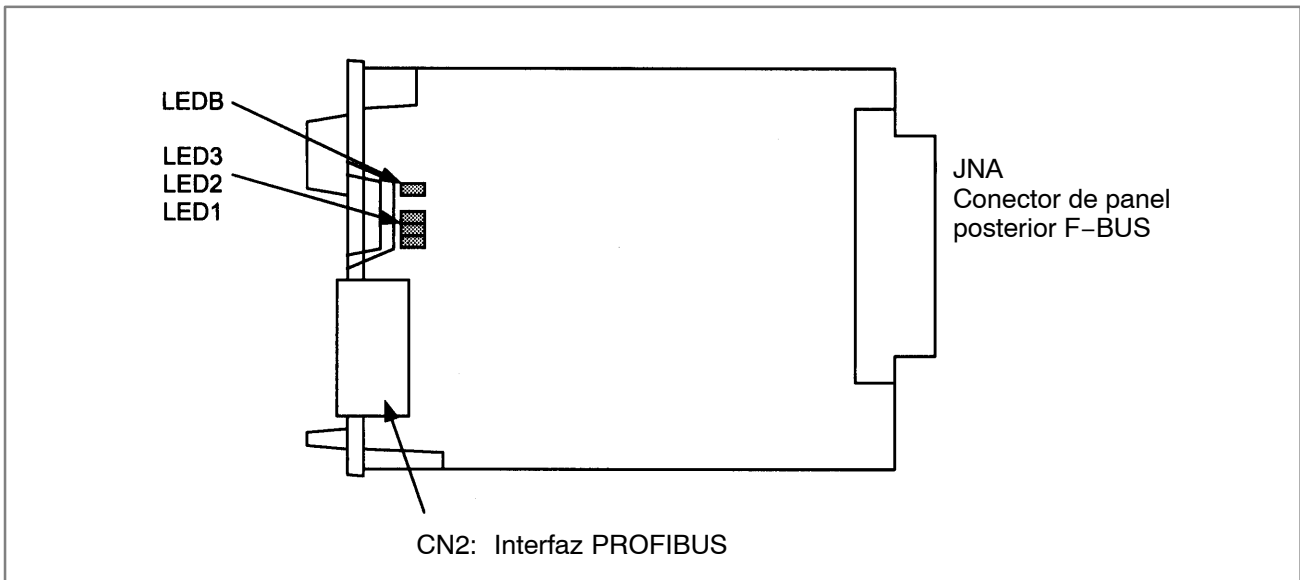 LEDB
LED3
LED2
LED1
JNA
Conector de panel
posterior F−BUS
CN2: Interfaz PROFIBUS